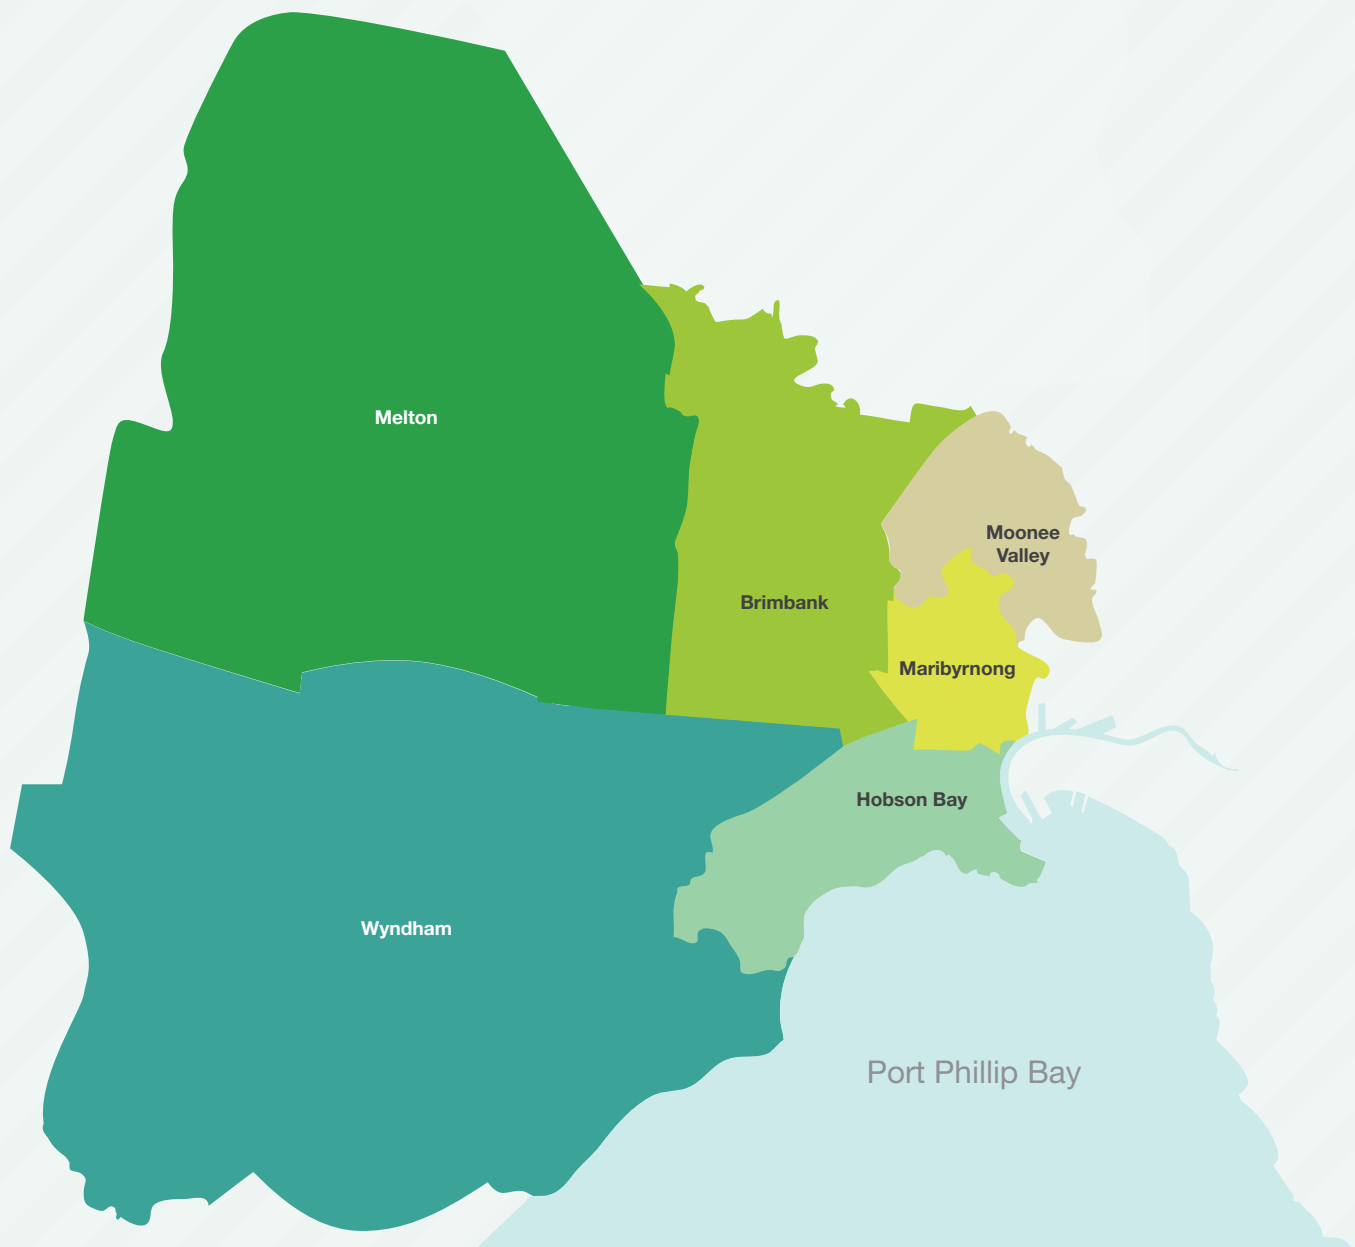 Melton
Moonee
Valley
Brimbank
Maribyrnong
Hobson Bay
Wyndham
Port Phillip Bay